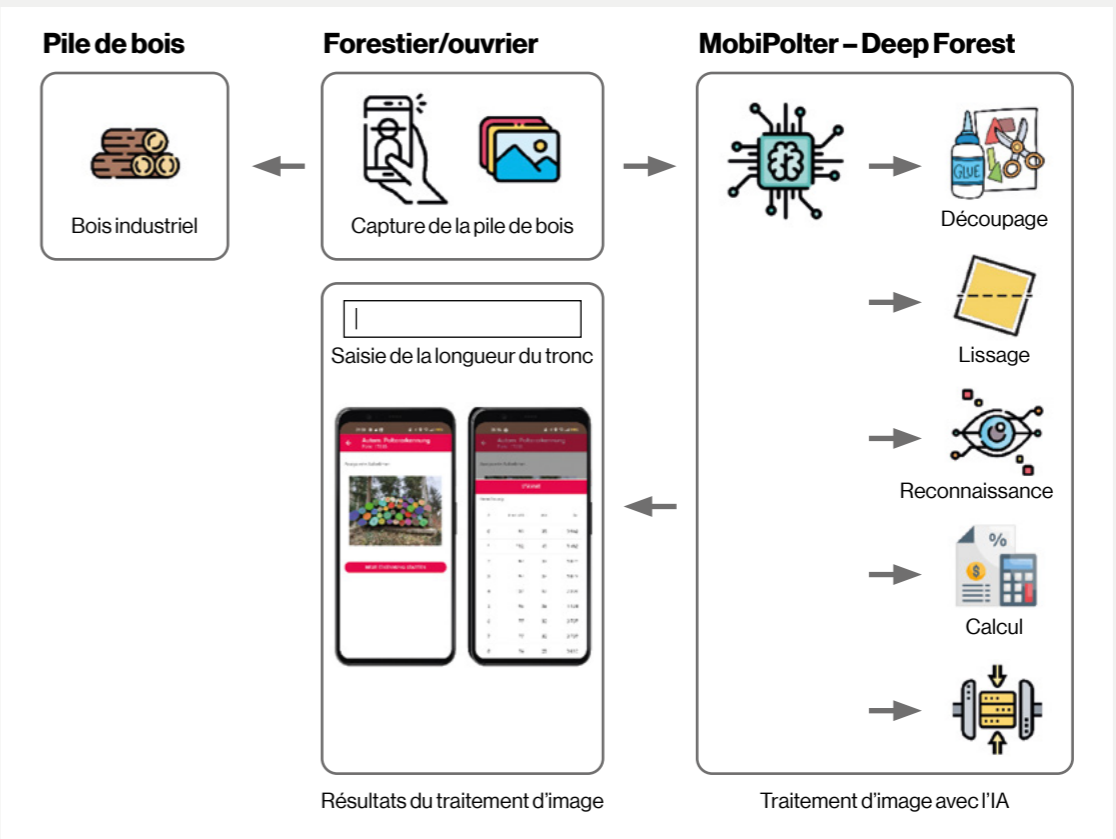 Pile de bois
Forestier/ouvrier
MobiPolter – Deep Forest
Bois industriel
Capture de la pile de bois
GLUE
Découpage
Saisie de la longueur du tronc
Lissage
Reconnaissance
%
$
Calcul
Résultats du traitement d'image
Traitement d'image avec l'IA